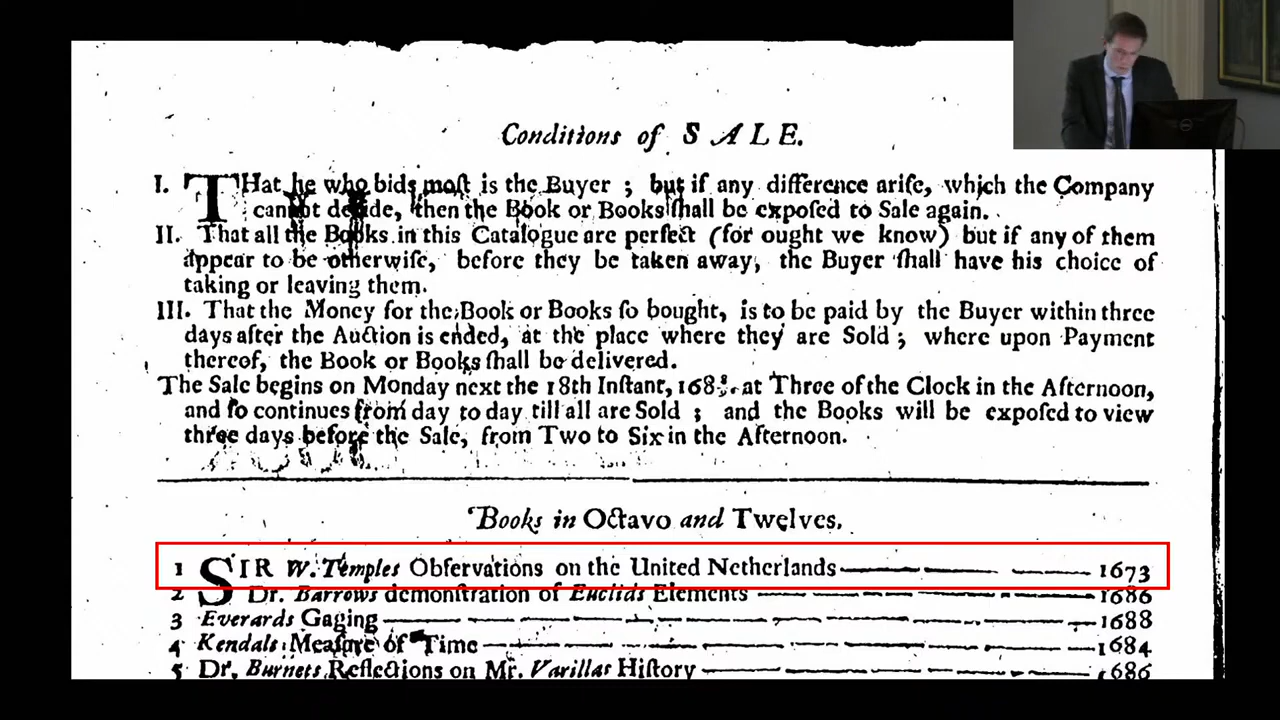 Conditions of SALE.
I. THat he who bids moſt is the Buyer ; but if any difference ariſe, which the Company
cannot decide, then the Book or Books ſhall be expoſed to Sale again.
II. That all the Books in this Catalogue are perfect (for ought we know) but if any of them
appear to be otherwiſe, before they be taken away, the Buyer ſhall have his choice of
taking or leaving them.
III. That the Money for the Book or Books ſo bought, is to be paid by the Buyer within three
days after the Auction is ended, at the place where they are Sold ; where upon Payment
thereof, the Book or Books ſhall be delivered.
The Sale begins on Monday next the 18th Inſtant, at Three of the Clock in the Afternoon,
and ſo continues from day to day till all are Sold ; and the Books will be expoſed to view
three days before the Sale, from Two to Six in the Afternoon.
Books in Octavo and Twelves.
1 SIR W. Temples Obſervations on the United Netherlands 1673
2 Dr. Barrows demonſtration of Euclids Elements 1686
3 Everards Gaging 1688
4 Kendals Meaſure of Time 1684
5 Dr. Burnets Reflections on Mr. Varillas Hiſtory 1686